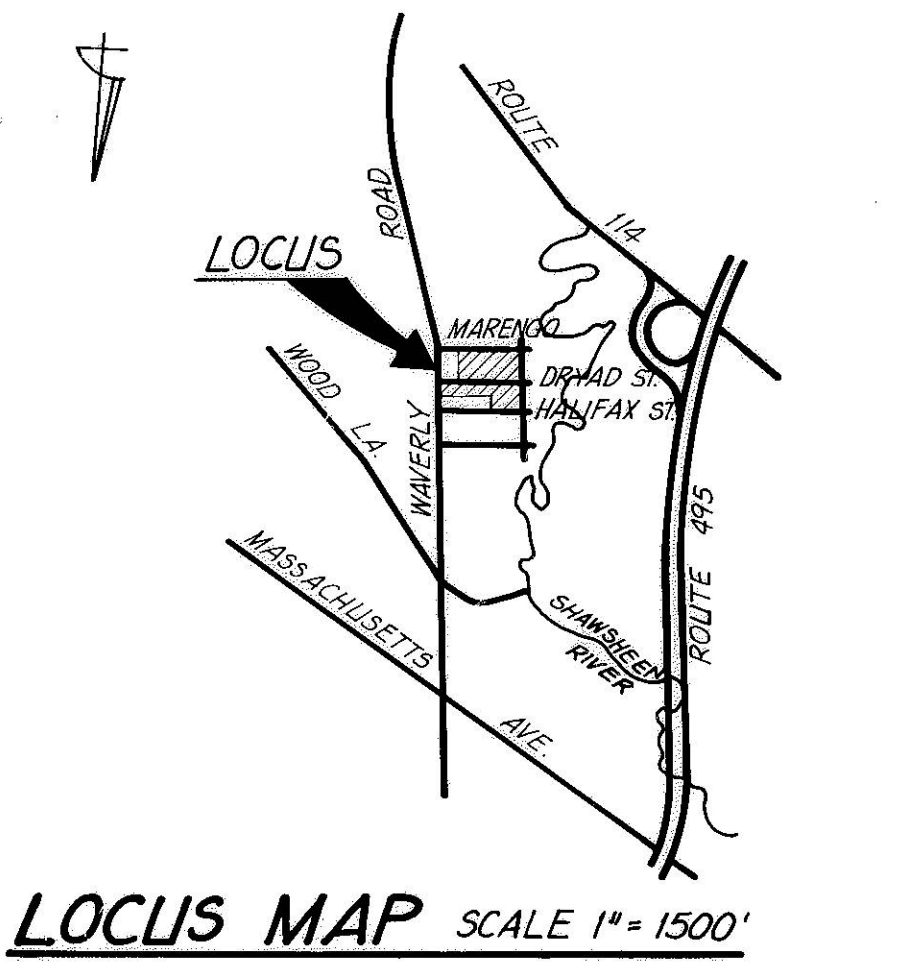 ROUTE
114
ROAD
LOCUS
MARENGO
WOOD LA.
DRYAD ST.
HALIFAX ST.
WAVERLY
ROUTE 495
MASSACHUSETTS AVE.
SHAWSHEEN
RIVER
LOCUS MAP SCALE 1" = 1500'